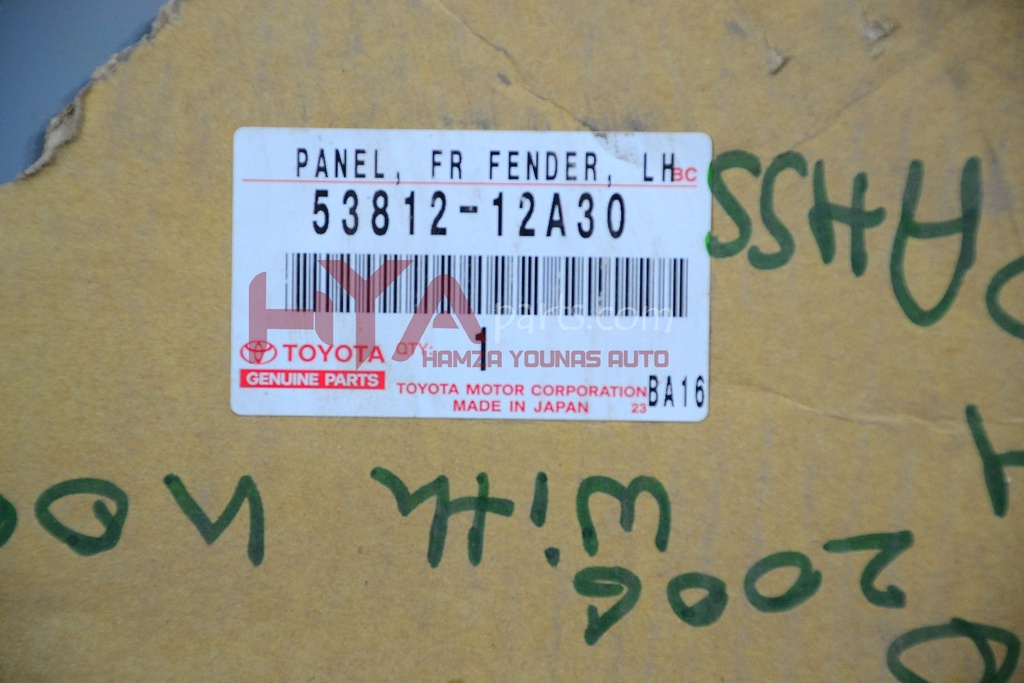 PANEL, FR FENDER, LH
BC
53812-12A30
HYA
parts.com
HAMZA YOUNAS AUTO
TOYOTA
GENUINE PARTS
QTY: 1
TOYOTA MOTOR CORPORATION
MADE IN JAPAN
23
BA16
2006
with